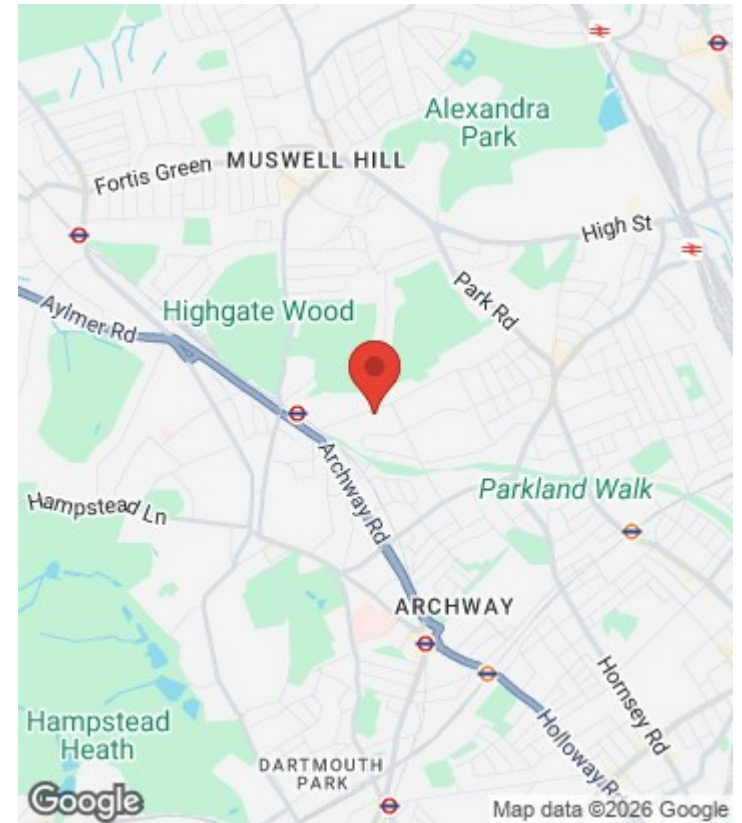 Alexandra
Park
Fortis Green
MUSWELL HILL
High St
Park Rd
Aylmer Rd
Highgate Wood
Archway Rd
Parkland Walk
Hampstead Ln
ARCHWAY
Hornsey Rd
Hampstead
Heath
Holloway Rd
DARTMOUTH
PARK
Google
Map data ©2026 Google